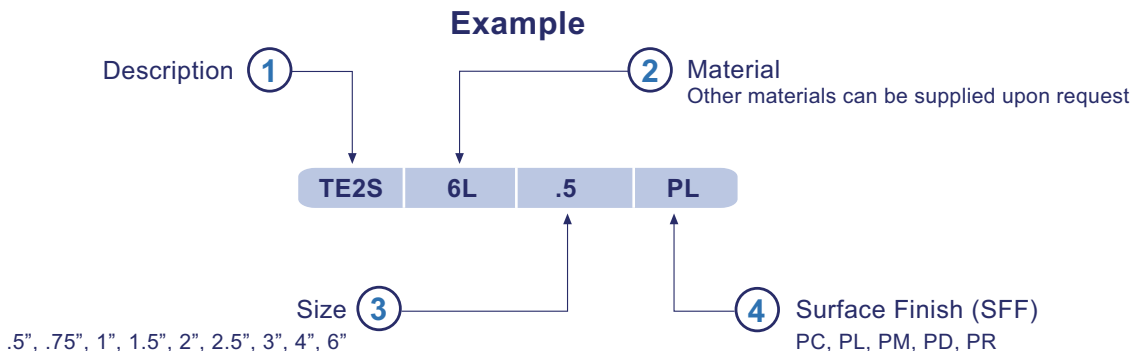 Example
Description 1
2 Material
Other materials can be supplied upon request
TE2S 6L .5 PL
Size 3
.5”, .75”, 1”, 1.5”, 2”, 2.5”, 3”, 4”, 6”
4 Surface Finish (SFF)
PC, PL, PM, PD, PR